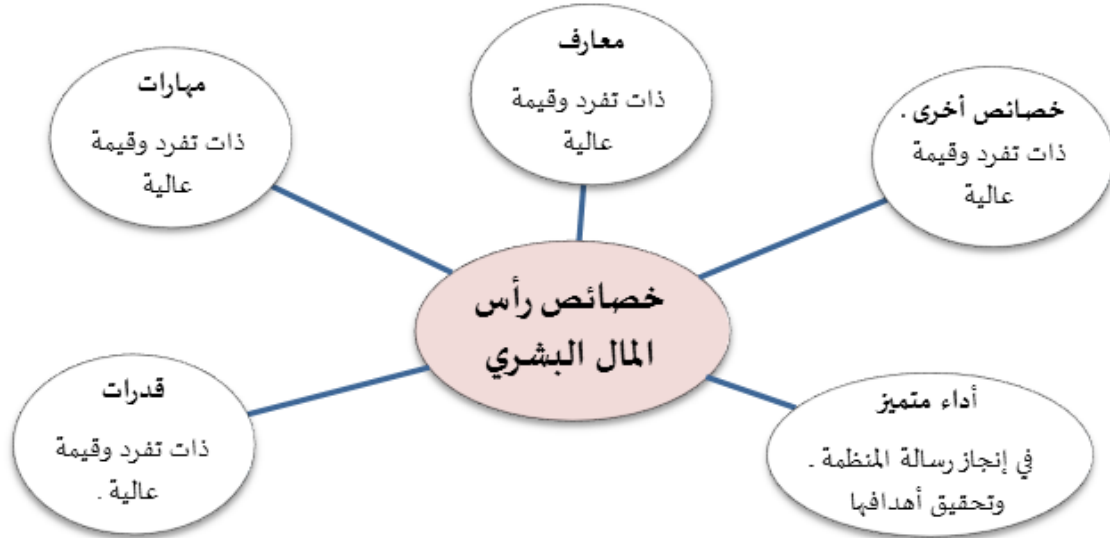 معارف
ذات تفرد وقيمة
عالية
خصائص أخرى .
ذات تفرد وقيمة
عالية
مهارات
ذات تفرد وقيمة
عالية
خصائص رأس
المال البشري
أداء متميز
في إنجاز رسالة المنظمة .
وتحقيق أهدافها
قدرات
ذات تفرد وقيمة
عالية .